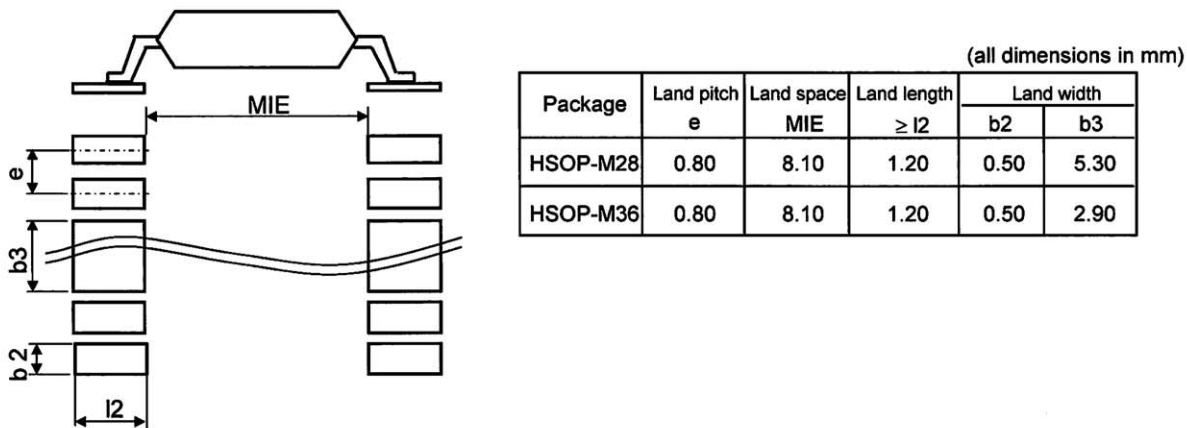 MIE
e
b3
b2
l2
(all dimensions in mm)
Package Land pitch e Land space MIE Land length ≥ l2 Land width b2 b3
HSOP-M28 0.80 8.10 1.20 0.50 5.30
HSOP-M36 0.80 8.10 1.20 0.50 2.90